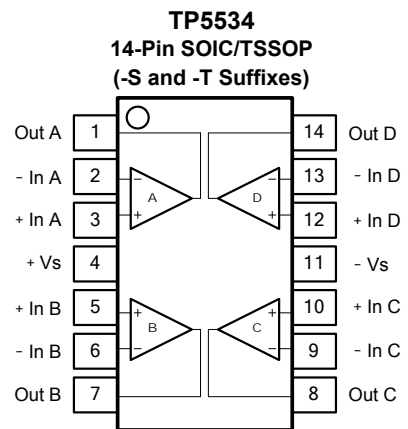 TP5534
14-Pin SOIC/TSSOP
(-S and -T Suffixes)
Out A 1 14 Out D
- In A 2 - - 13 - In D
A D
+ In A 3 + + 12 + In D
+ Vs 4 11 - Vs
+ In B 5 + + 10 + In C
B C
- In B 6 - - 9 - In C
Out B 7 8 Out C